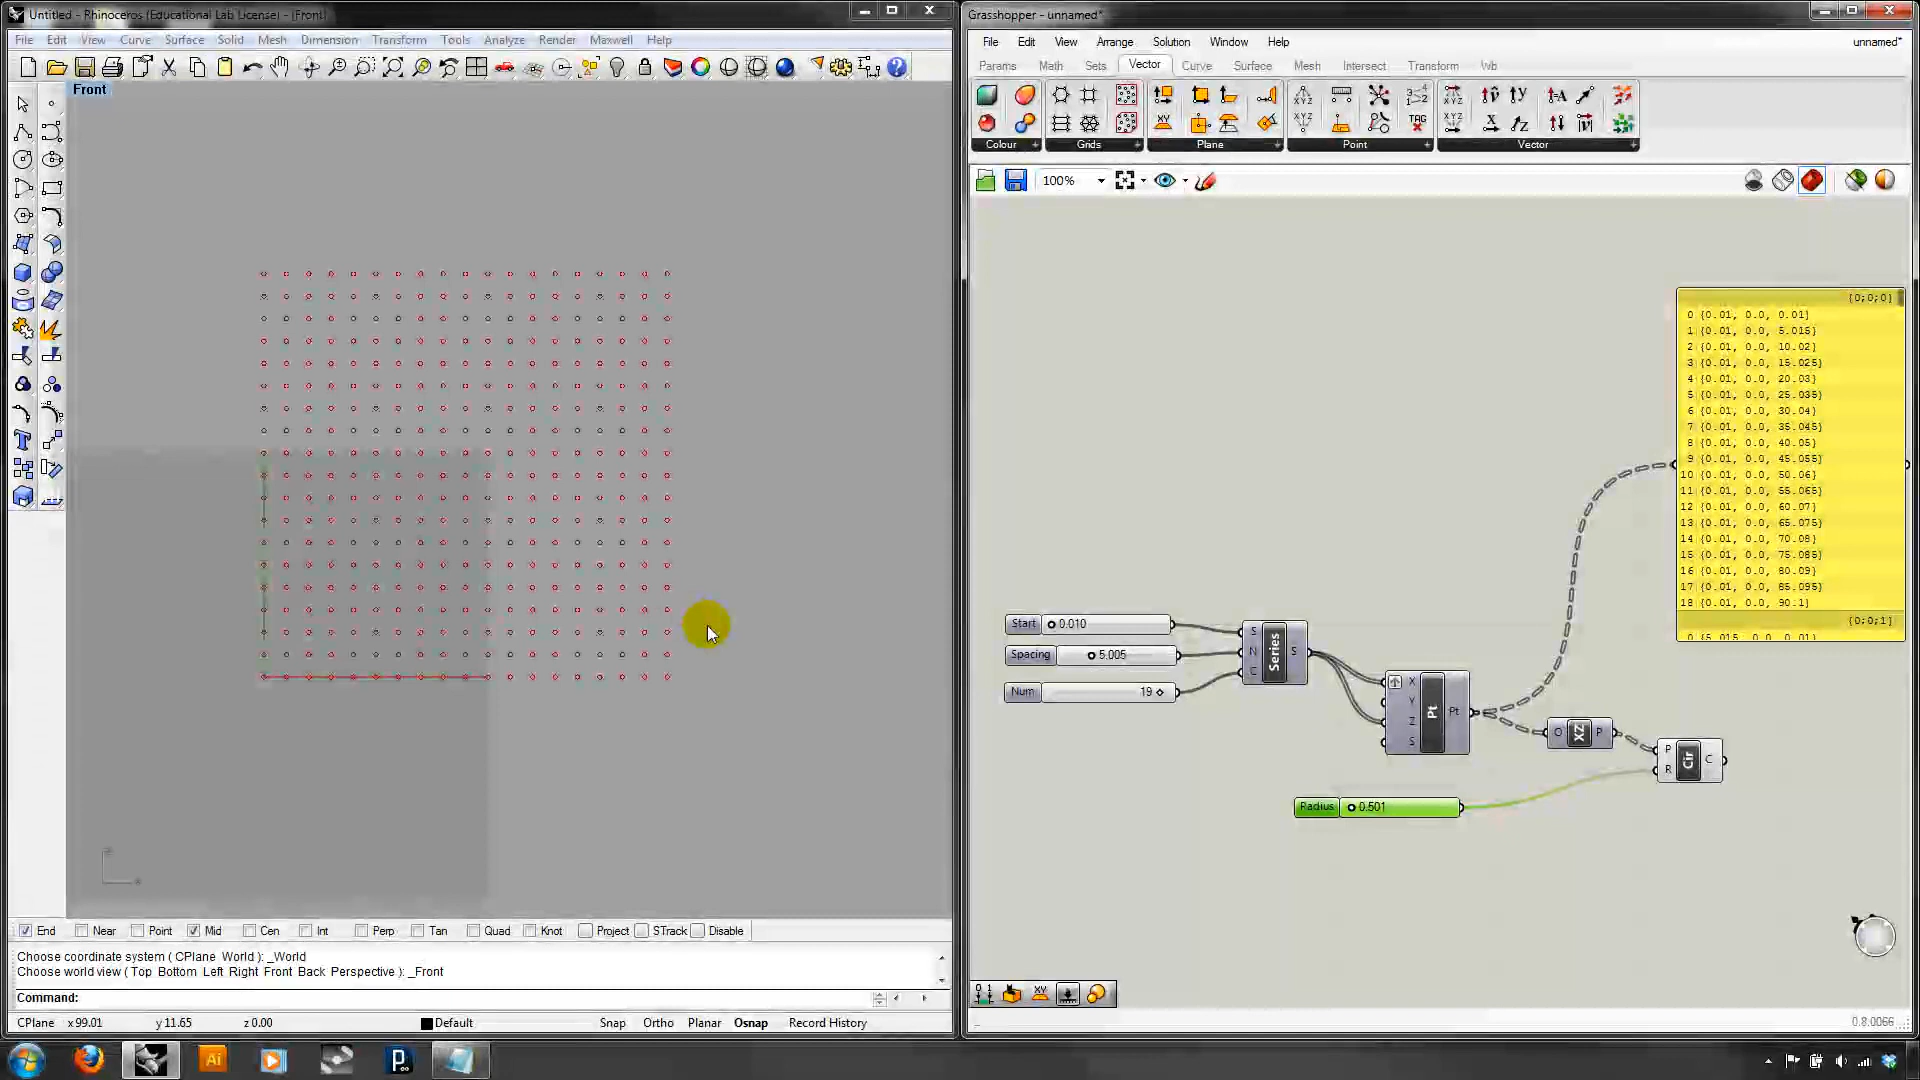 Untitled - Rhinoceros (Educational Lab License) - (Front)
File Edit View Curve Surface Solid Mesh Dimension Transform Tools Analyze Render Maxwell Help
Front
End Near Point Mid Cen Int Perp Tan Quad Knot Project STrack Disable
Choose coordinate system ( CPlane World ): _World
Choose world view ( Top Bottom Left Right Front Back Perspective ): _Front
Command:
CPlane x 99.01 y 11.65 z 0.00 Default Snap Ortho Planar Osnap Record History
Grasshopper - unnamed*
File Edit View Arrange Solution Window Help unnamed*
Params Math Sets Vector Curve Surface Mesh Intersect Transform Wb
Colour Grids Plane Point Vector
100%
{0;0;0}
0 {0.01, 0.0, 0.01}
1 {0.01, 0.0, 5.015}
2 {0.01, 0.0, 10.02}
3 {0.01, 0.0, 15.025}
4 {0.01, 0.0, 20.03}
5 {0.01, 0.0, 25.035}
6 {0.01, 0.0, 30.04}
7 {0.01, 0.0, 35.045}
8 {0.01, 0.0, 40.05}
9 {0.01, 0.0, 45.055}
10 {0.01, 0.0, 50.06}
11 {0.01, 0.0, 55.065}
12 {0.01, 0.0, 60.07}
13 {0.01, 0.0, 65.075}
14 {0.01, 0.0, 70.08}
15 {0.01, 0.0, 75.085}
16 {0.01, 0.0, 80.09}
17 {0.01, 0.0, 85.095}
18 {0.01, 0.0, 90.1}
{0;0;1}
0 {5.015, 0.0, 0.01}
Start 0.010
Spacing 5.005
Num 19
S
N
C
Series
S
X
Y
Z
S
Pt
Pt
O XZ P
P
R
Cir
C
Radius 0.501
0.8.0066
Ai